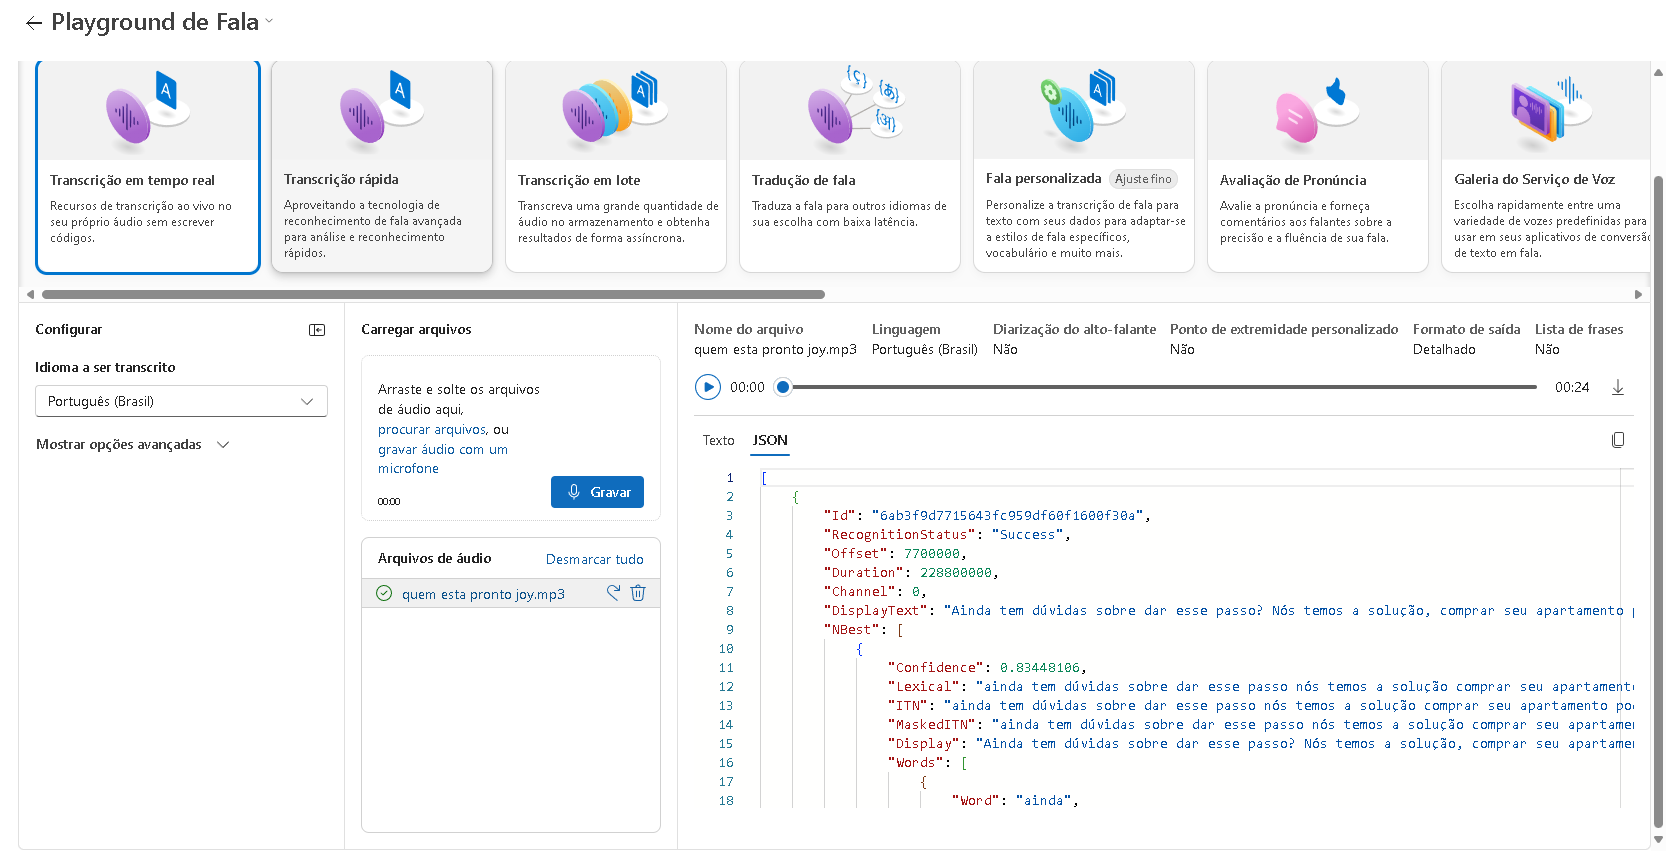 Playground de Fala
Transcrição em tempo real
Recursos de transcrição ao vivo no
seu próprio áudio sem escrever
códigos.
Transcrição rápida
Aproveitando a tecnologia de
reconhecimento de fala avançada
para análise e reconhecimento
rápidos.
Transcrição em lote
Transcreva uma grande quantidade de
áudio no armazenamento e obtenha
resultados de forma assíncrona.
Tradução de fala
Traduza a fala para outros idiomas de
sua escolha com baixa latência.
Fala personalizada Ajuste fino
Personalize a transcrição de fala para
texto com seus dados para adaptar-se
a estilos de fala específicos,
vocabulário e muito mais.
Avaliação de Pronúncia
Avalie a pronúncia e forneça
comentários aos falantes sobre a
precisão e a fluência de sua fala.
Galeria do Serviço de Voz
Escolha rapidamente entre uma
variedade de vozes predefinidas para
usar em seus aplicativos de conversão
de texto em fala.
Configurar
Idioma a ser transcrito
Português (Brasil)
Mostrar opções avançadas
Carregar arquivos
Arraste e solte os arquivos
de áudio aqui,
procurar arquivos, ou
gravar áudio com um
microfone
00:00
Gravar
Arquivos de áudio Desmarcar tudo
quem esta pronto joy.mp3
Nome do arquivo Linguagem Diarização do alto-falante Ponto de extremidade personalizado Formato de saída Lista de frases
quem esta pronto joy.mp3 Português (Brasil) Não Não Detalhado Não
00:00 00:24
Texto JSON
1 [
2 {
3 "Id": "6ab3f9d7715643fc959df60f1600f30a",
4 "RecognitionStatus": "Success",
5 "Offset": 7700000,
6 "Duration": 228800000,
7 "Channel": 0,
8 "DisplayText": "Ainda tem dúvidas sobre dar esse passo? Nós temos a solução, comprar seu apartamento p
9 "NBest": [
10 {
11 "Confidence": 0.83448106,
12 "Lexical": "ainda tem dúvidas sobre dar esse passo nós temos a solução comprar seu apartamento
13 "ITN": "ainda tem dúvidas sobre dar esse passo nós temos a solução comprar seu apartamento pod
14 "MaskedITN": "ainda tem dúvidas sobre dar esse passo nós temos a solução comprar seu apartamen
15 "Display": "Ainda tem dúvidas sobre dar esse passo? Nós temos a solução, comprar seu apartamen
16 "Words": [
17 {
18 "Word": "ainda",